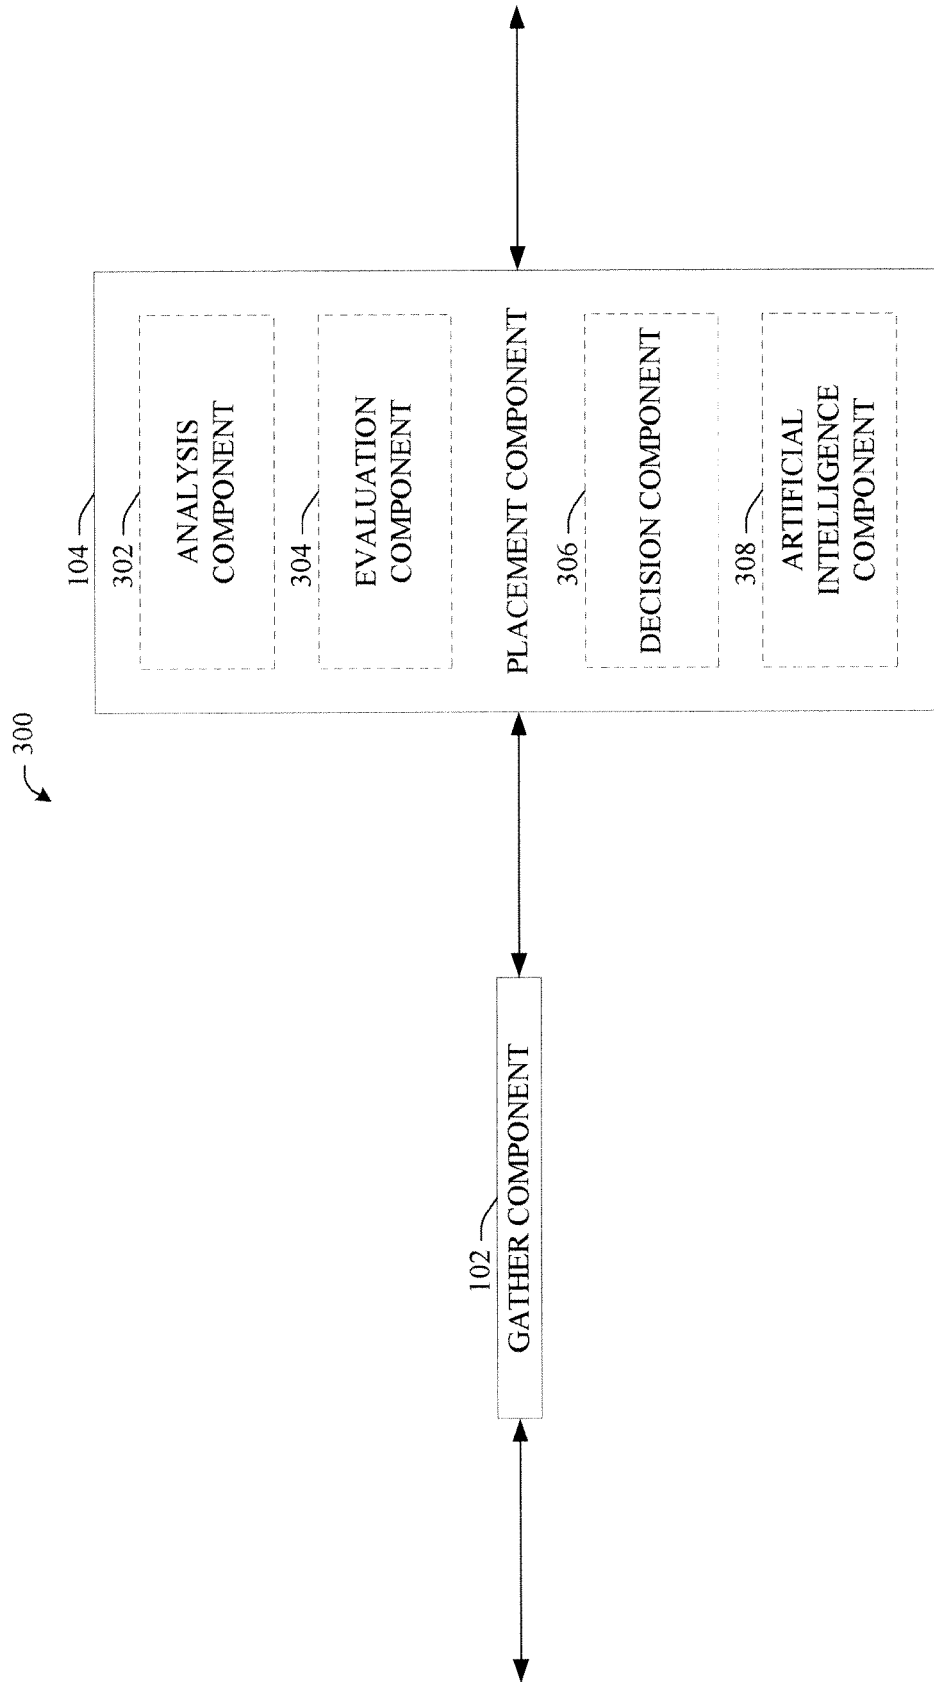 300
104
302
ANALYSIS
COMPONENT
304
EVALUATION
COMPONENT
PLACEMENT COMPONENT
306
DECISION COMPONENT
308
ARTIFICIAL
INTELLIGENCE
COMPONENT
102
GATHER COMPONENT